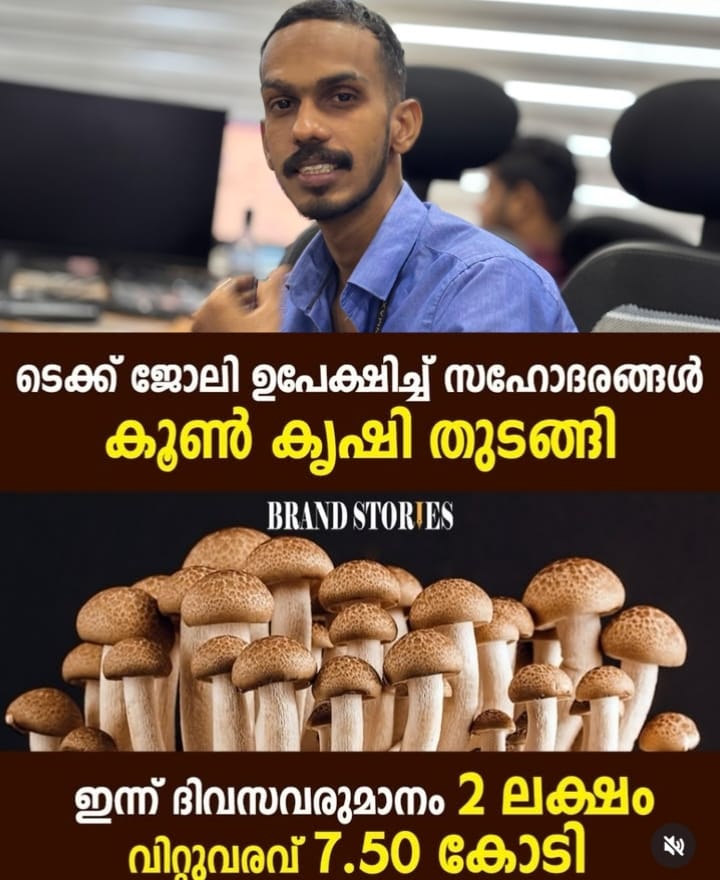 ടെക്ക് ജോലി ഉപേക്ഷിച്ച് സഹോദരങ്ങൾ
കൂൺ കൃഷി തുടങ്ങി
BRAND STORIES
ഇന്ന് ദിവസവരുമാനം 2 ലക്ഷം
വിറ്റുവരവ് 7.50 കോടി